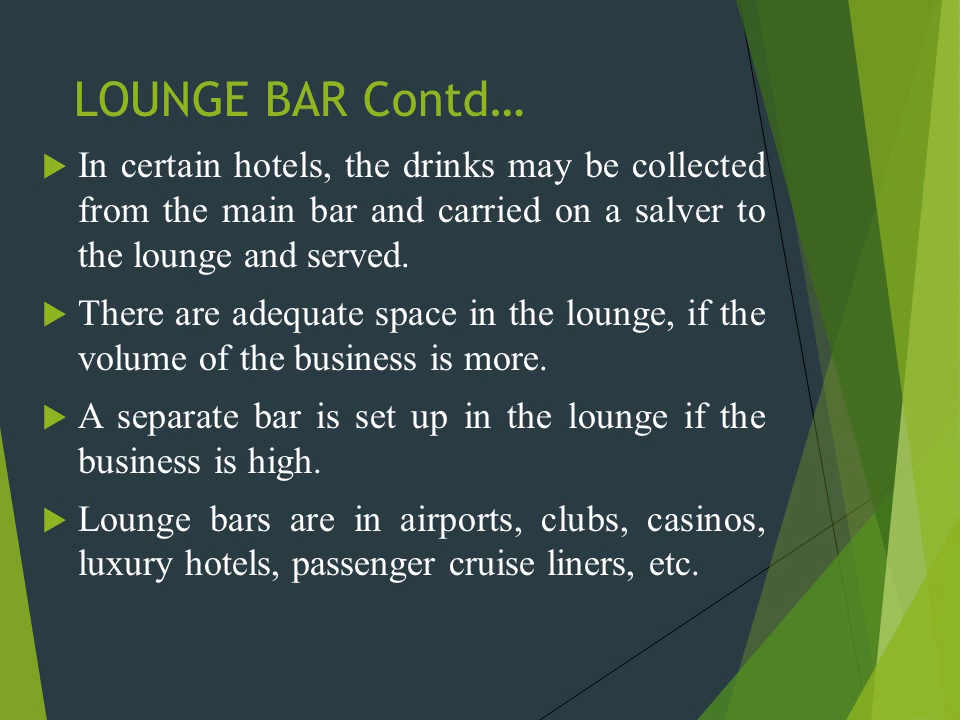 LOUNGE BAR Contd...
In certain hotels, the drinks may be collected
from the main bar and carried on a salver to
the lounge and served.
There are adequate space in the lounge, if the
volume of the business is more.
A separate bar is set up in the lounge if the
business is high.
Lounge bars are in airports, clubs, casinos,
luxury hotels, passenger cruise liners, etc.